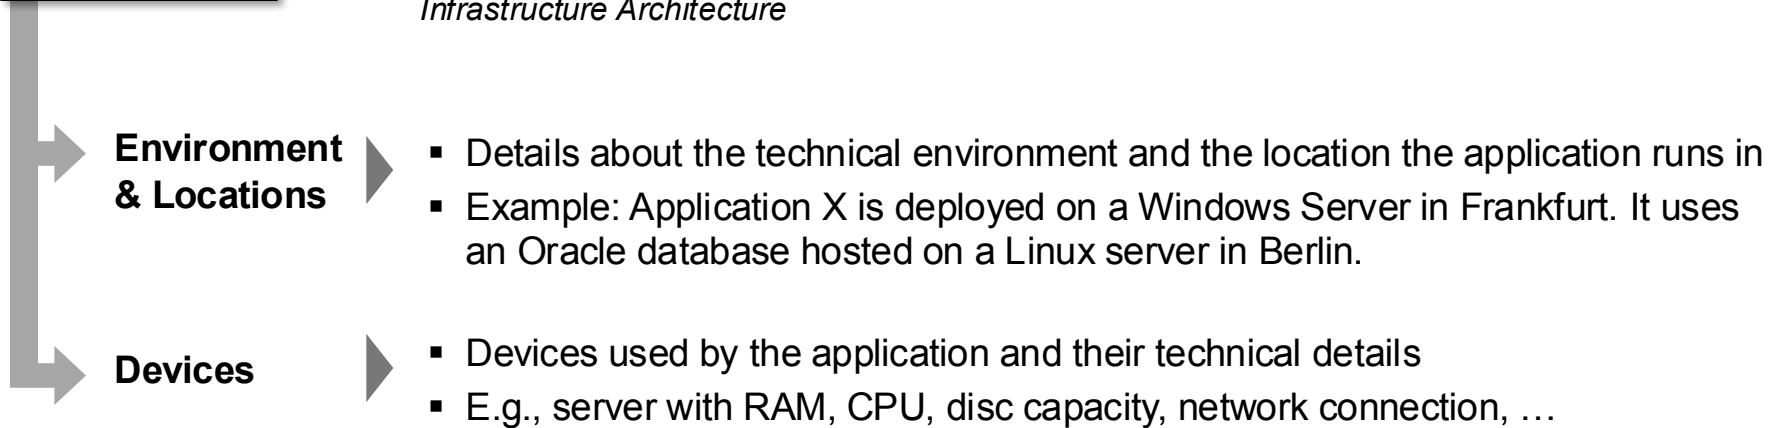 Infrastructure Architecture
Environment
& Locations
▪ Details about the technical environment and the location the application runs in
▪ Example: Application X is deployed on a Windows Server in Frankfurt. It uses
an Oracle database hosted on a Linux server in Berlin.
Devices
▪ Devices used by the application and their technical details
▪ E.g., server with RAM, CPU, disc capacity, network connection, …